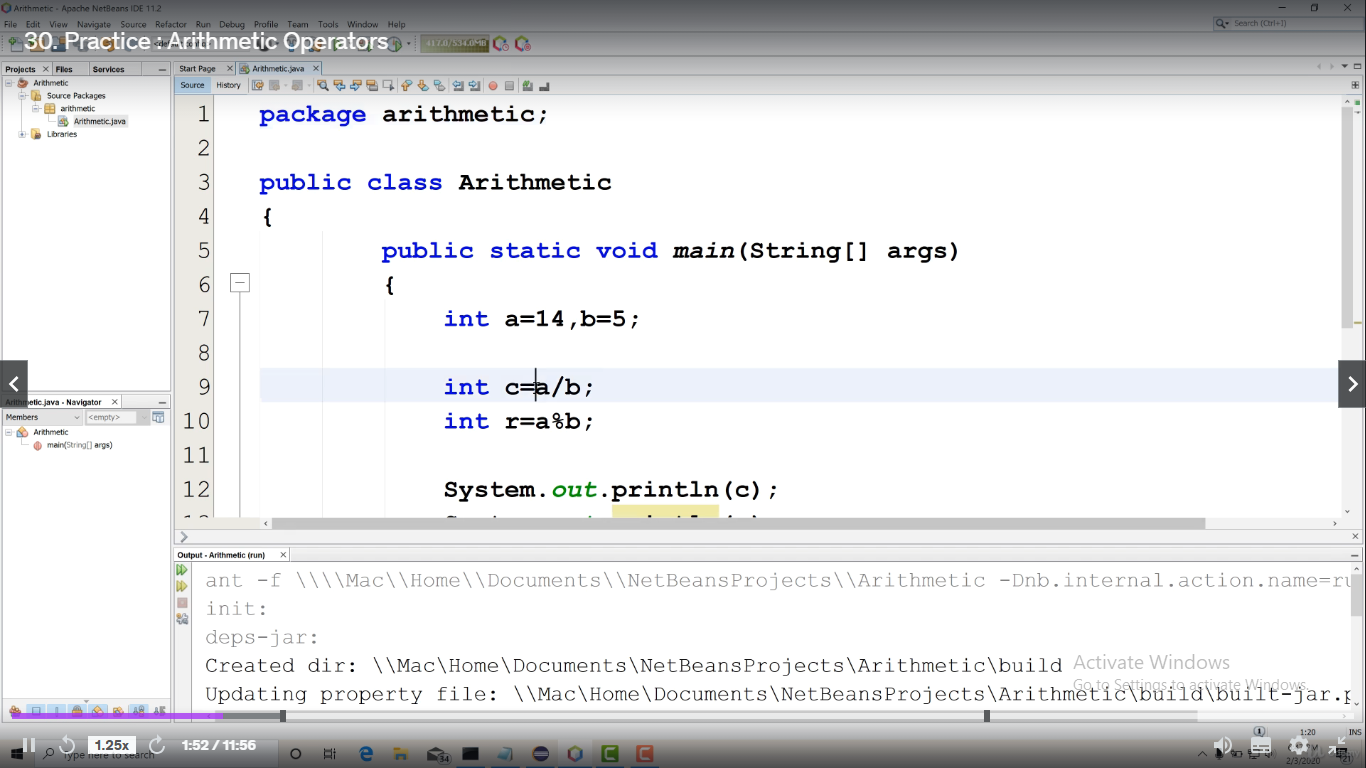 Arithmetic - Apache NetBeans IDE 11.2
File Edit View Navigate Source Refactor Run Debug Profile Team Tools Window Help
Search (Ctrl+I)
30. Practice : Arithmetic Operators
417.0/534.0MB
Projects Files Services
Start Page Arithmetic.java
Source History
Arithmetic
Source Packages
arithmetic
Arithmetic.java
Libraries
1 package arithmetic;
2
3 public class Arithmetic
4 {
5 public static void main(String[] args)
6 {
7 int a=14,b=5;
8
9 int c=a/b;
10 int r=a%b;
11
12 System.out.println(c);
Arithmetic.java - Navigator
Members <empty>
Arithmetic
main(String[] args)
Output - Arithmetic (run)
ant -f \\\\Mac\\Home\\Documents\\NetBeansProjects\\Arithmetic -Dnb.internal.action.name=ru
init:
deps-jar:
Created dir: \\Mac\Home\Documents\NetBeansProjects\Arithmetic\build
Updating property file: \\Mac\Home\Documents\NetBeansProjects\Arithmetic\build\built-jar.p
Activate Windows
Go to Settings to activate Windows.
1:20 INS
1.25x 1:52 / 11:56
Type here to search
34
2/3/2020
21